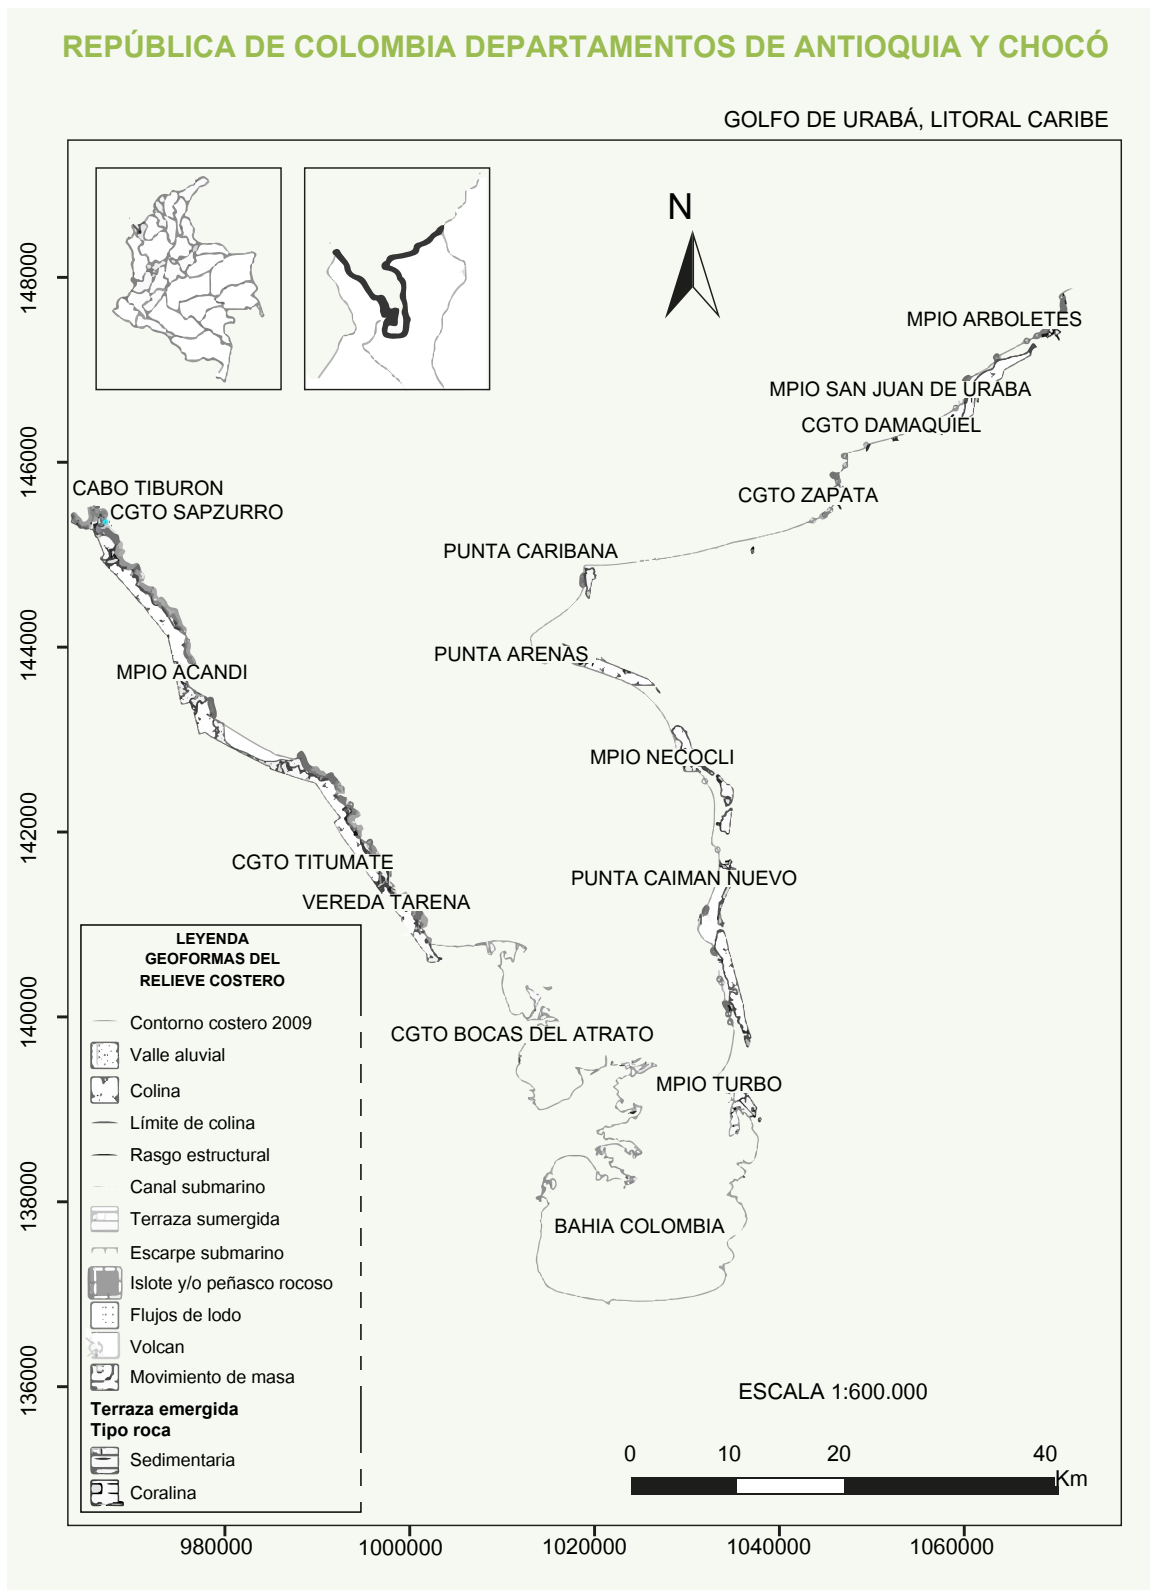 REPÚBLICA DE COLOMBIA DEPARTAMENTOS DE ANTIOQUIA Y CHOCÓ
GOLFO DE URABÁ, LITORAL CARIBE
N
148000
146000
144000
142000
140000
138000
136000
MPIO ARBOLETES
MPIO SAN JUAN DE URABA
CGTO DAMAQUIEL
CABO TIBURON
CGTO SAPZURRO
CGTO ZAPATA
PUNTA CARIBANA
PUNTA ARENAS
MPIO ACANDI
MPIO NECOCLI
CGTO TITUMATE
PUNTA CAIMAN NUEVO
VEREDA TARENA
CGTO BOCAS DEL ATRATO
MPIO TURBO
BAHIA COLOMBIA
LEYENDA
GEOFORMAS DEL
RELIEVE COSTERO
Contorno costero 2009
Valle aluvial
Colina
Límite de colina
Rasgo estructural
Canal submarino
Terraza sumergida
Escarpe submarino
Islote y/o peñasco rocoso
Flujos de lodo
Volcan
Movimiento de masa
Terraza emergida
Tipo roca
Sedimentaria
Coralina
ESCALA 1:600.000
0 10 20 40
Km
980000 1000000 1020000 1040000 1060000